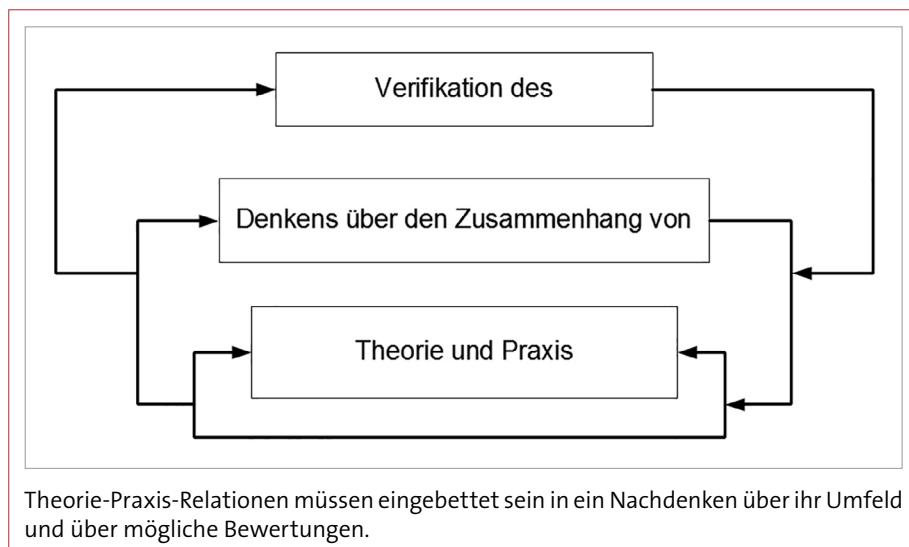 Verifikation des
Denkens über den Zusammenhang von
Theorie und Praxis
Theorie-Praxis-Relationen müssen eingebettet sein in ein Nachdenken über ihr Umfeld
und über mögliche Bewertungen.